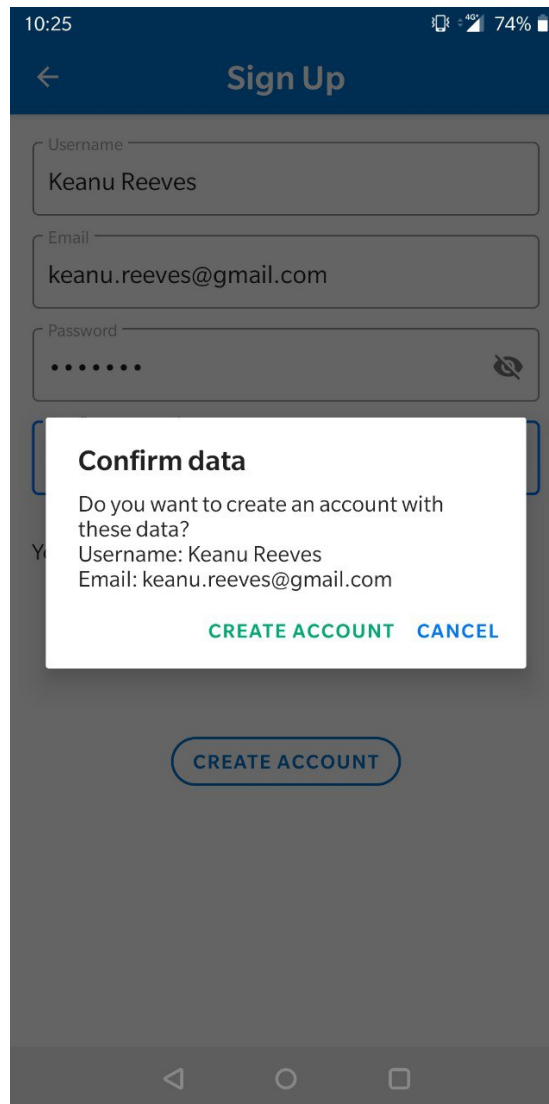 10:25
4G+ 74%
Sign Up
Username
Keanu Reeves
Email
keanu.reeves@gmail.com
Password
Confirm data
Do you want to create an account with
these data?
Username: Keanu Reeves
Email: keanu.reeves@gmail.com
CREATE ACCOUNT CANCEL
CREATE ACCOUNT